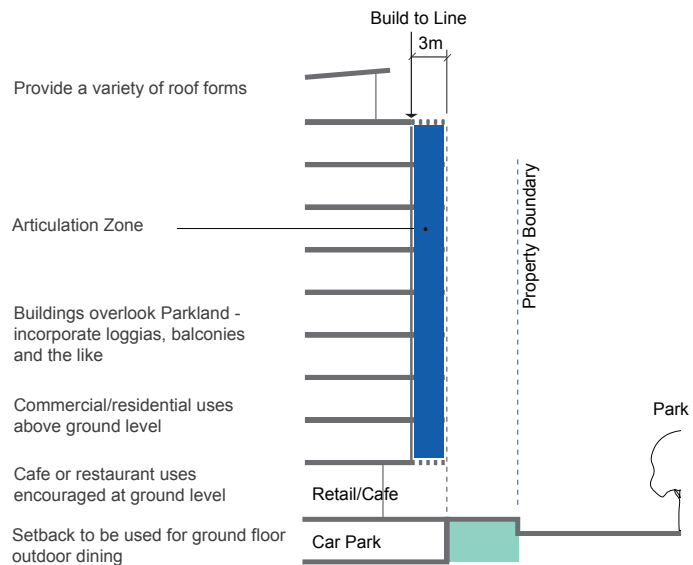 Build to Line
3m
Provide a variety of roof forms
Property Boundary
Articulation Zone
Buildings overlook Parkland -
incorporate loggias, balconies
and the like
Commercial/residential uses
above ground level
Park
Cafe or restaurant uses
encouraged at ground level
Retail/Cafe
Setback to be used for ground floor
outdoor dining
Car Park